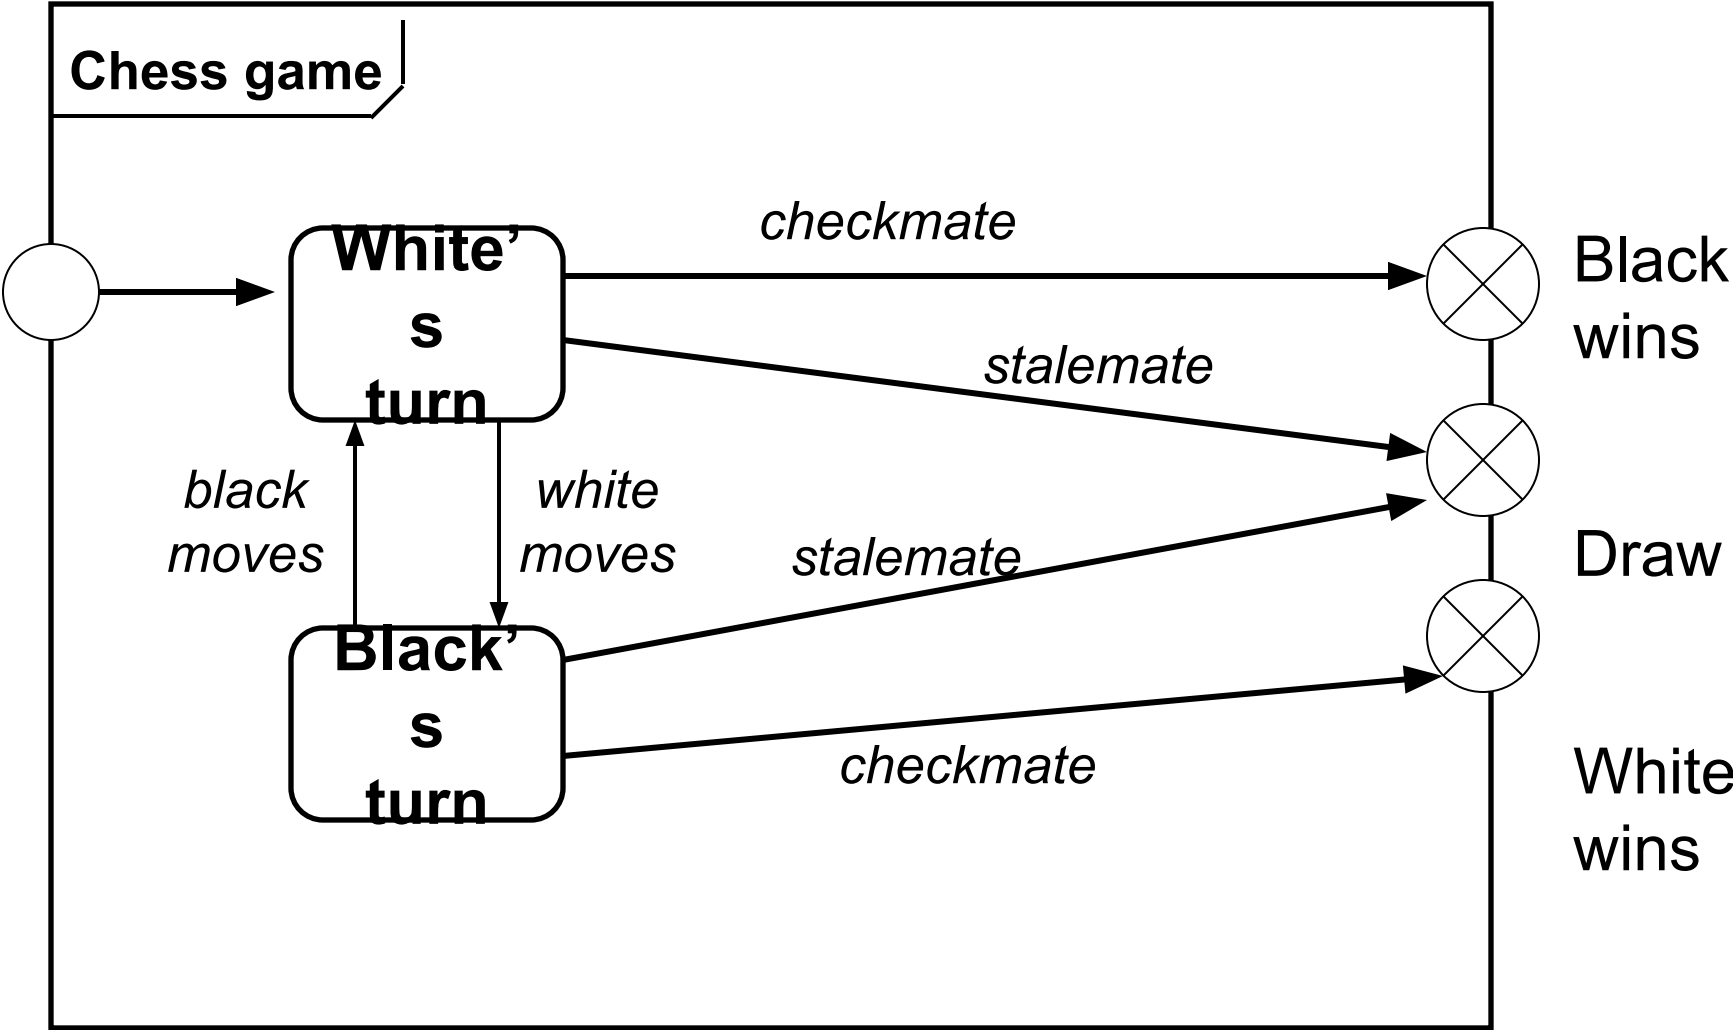 Chess game
checkmate
White’
s
turn
Black
wins
stalemate
black
moves
white
moves
stalemate
Draw
Black’
s
turn
checkmate
White
wins